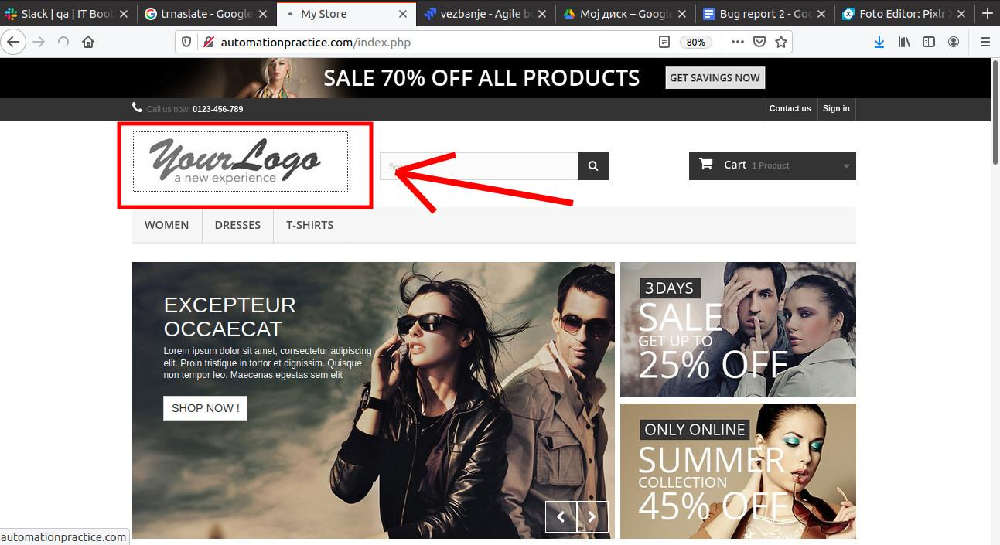 Slack | qa | IT Boot
trnaslate - Google
My Store
vezbanje - Agile b
Мој диск – Google
Bug report 2 - Goo
Foto Editor: Pixlr X
automationpractice.com/index.php
80%
SALE 70% OFF ALL PRODUCTS
GET SAVINGS NOW
Call us now: 0123-456-789
Contact us
Sign in
Your Logo
a new experience
Cart 1 Product
WOMEN
DRESSES
T-SHIRTS
EXCEPTEUR
OCCAECAT
Lorem ipsum dolor sit amet, consectetur adipiscing
elit. Proin tristique in tortor et dignissim. Quisque
non tempor leo. Maecenas egestas sem elit
SHOP NOW !
3 DAYS
SALE
GET UP TO
25% OFF
ONLY ONLINE
SUMMER
COLLECTION
45% OFF
automationpractice.com